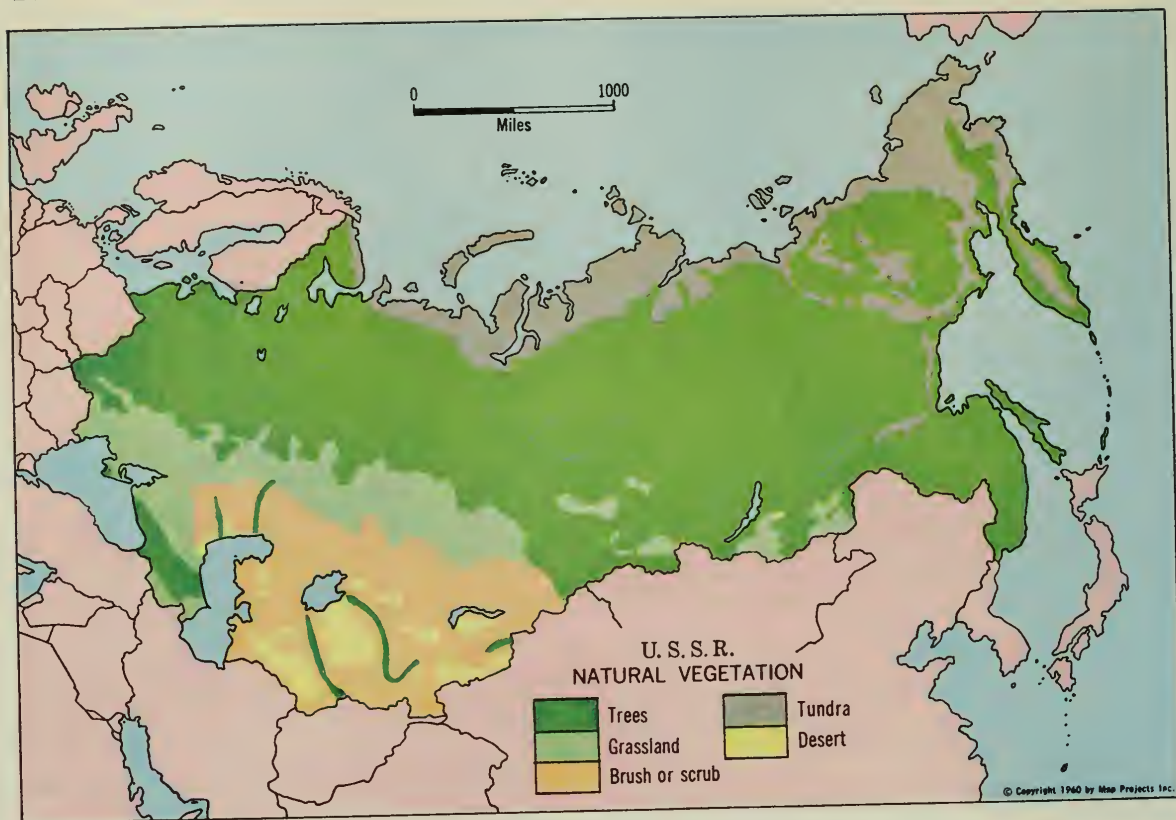 0 1000
Miles
U. S. S. R.
NATURAL VEGETATION
Trees
Grassland
Brush or scrub
Tundra
Desert
© Copyright 1960 by Map Projects Inc.